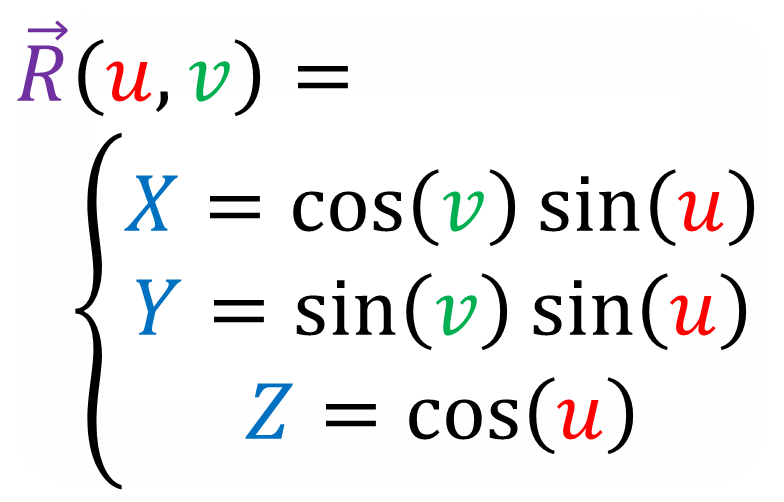 R⃗(u, v) =
X = cos(v) sin(u)
Y = sin(v) sin(u)
Z = cos(u)